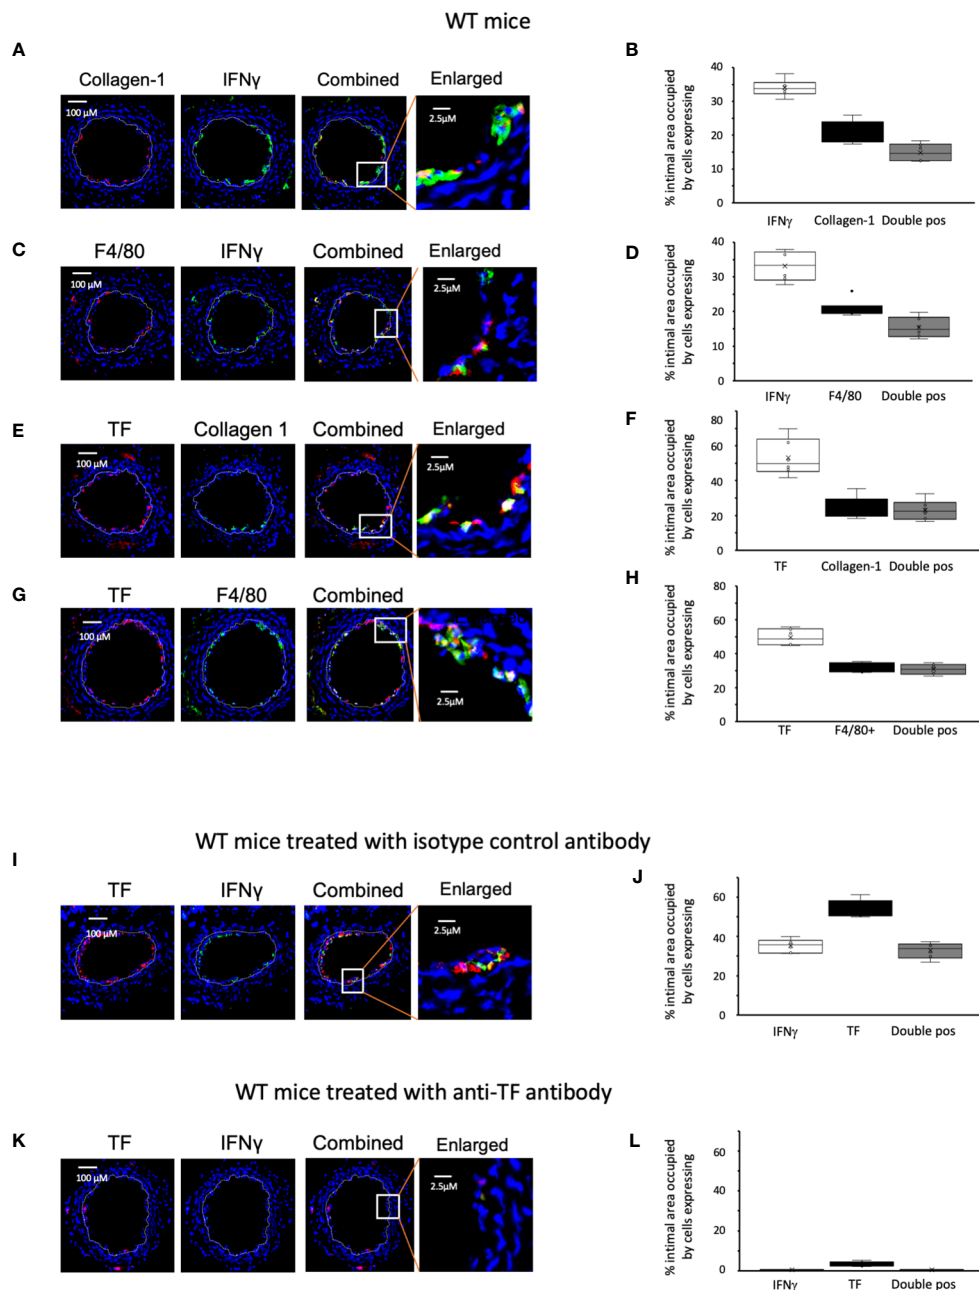 WT mice
A
Collagen-1 IFNγ Combined Enlarged
100 µM
2.5µM
B
% intimal area occupied
by cells expressing
40
30
20
10
0
IFNγ Collagen-1 Double pos
C
F4/80 IFNγ Combined Enlarged
100 µM
2.5µM
D
% intimal area occupied
by cells expressing
40
30
20
10
0
IFNγ F4/80 Double pos
E
TF Collagen 1 Combined Enlarged
100 µM
2.5µM
F
% intimal area occupied
by cells expressing
80
60
40
20
0
TF Collagen-1 Double pos
G
TF F4/80 Combined
100 µM
2.5µM
H
% intimal area occupied
by cells expressing
80
60
40
20
0
TF F4/80+ Double pos
WT mice treated with isotype control antibody
I
TF IFNγ Combined Enlarged
100 µM
2.5µM
J
% intimal area occupied
by cells expressing
60
40
20
0
IFNγ TF Double pos
WT mice treated with anti-TF antibody
K
TF IFNγ Combined Enlarged
100 µM
2.5µM
L
% intimal area occupied
by cells expressing
60
40
20
0
IFNγ TF Double pos